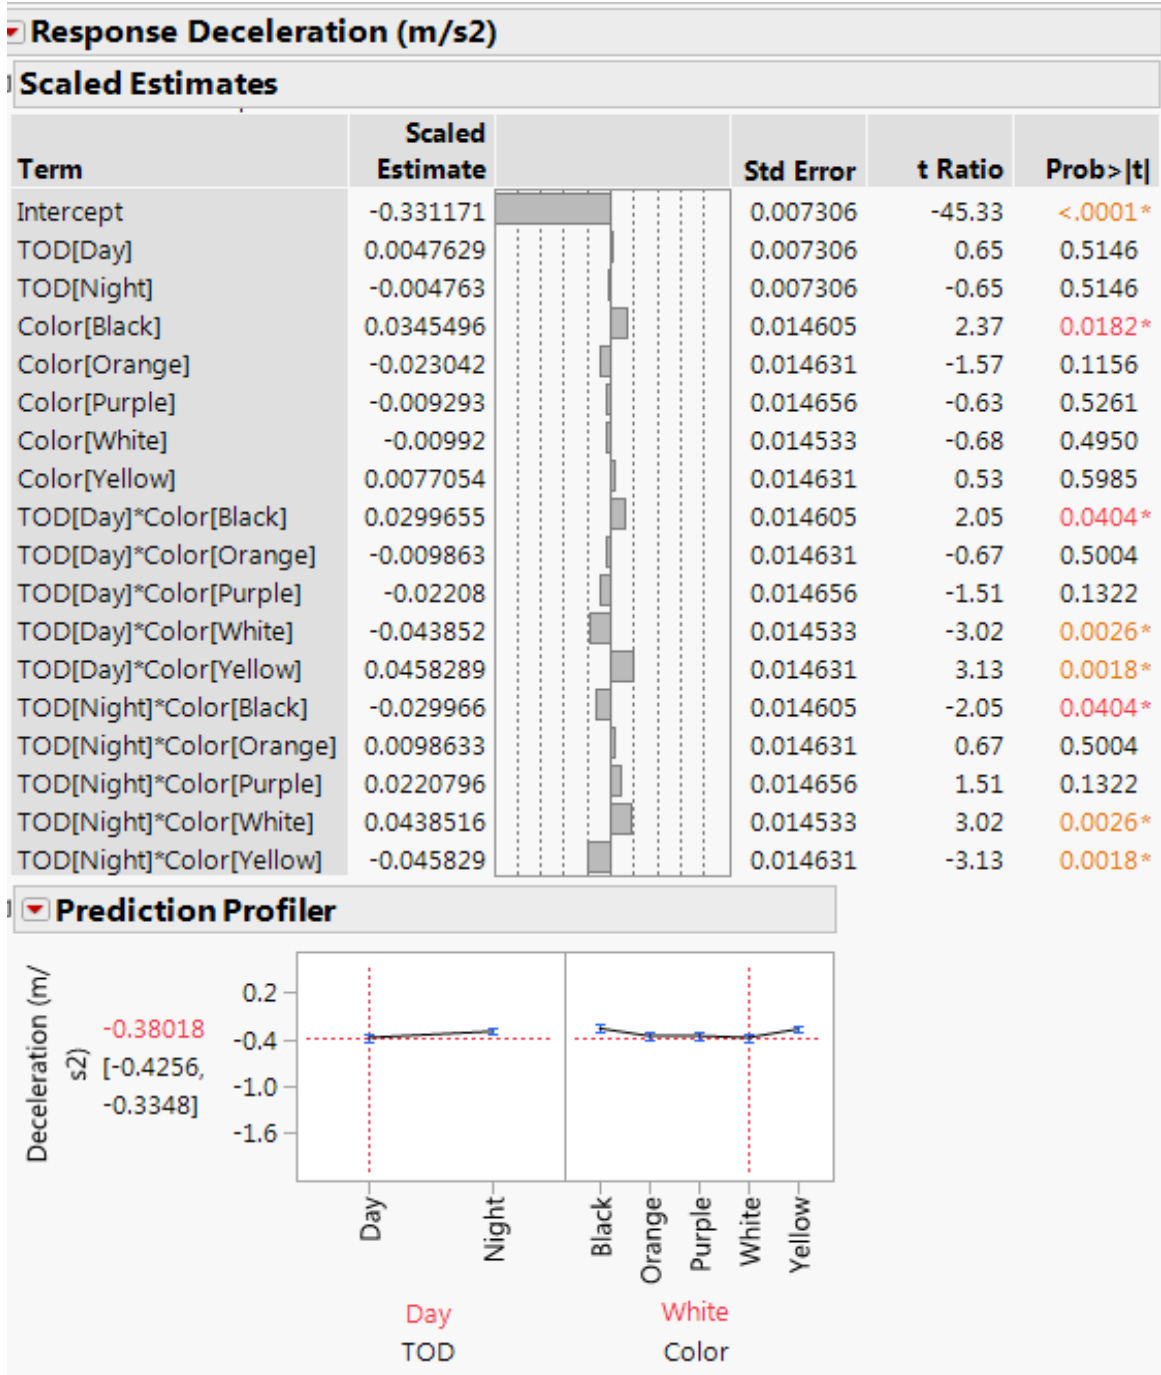 Response Deceleration (m/s2)
Scaled Estimates
Term Scaled Estimate Std Error t Ratio Prob>|t|
Intercept -0.331171 0.007306 -45.33 <.0001*
TOD[Day] 0.0047629 0.007306 0.65 0.5146
TOD[Night] -0.004763 0.007306 -0.65 0.5146
Color[Black] 0.0345496 0.014605 2.37 0.0182*
Color[Orange] -0.023042 0.014631 -1.57 0.1156
Color[Purple] -0.009293 0.014656 -0.63 0.5261
Color[White] -0.00992 0.014533 -0.68 0.4950
Color[Yellow] 0.0077054 0.014631 0.53 0.5985
TOD[Day]*Color[Black] 0.0299655 0.014605 2.05 0.0404*
TOD[Day]*Color[Orange] -0.009863 0.014631 -0.67 0.5004
TOD[Day]*Color[Purple] -0.02208 0.014656 -1.51 0.1322
TOD[Day]*Color[White] -0.043852 0.014533 -3.02 0.0026*
TOD[Day]*Color[Yellow] 0.0458289 0.014631 3.13 0.0018*
TOD[Night]*Color[Black] -0.029966 0.014605 -2.05 0.0404*
TOD[Night]*Color[Orange] 0.0098633 0.014631 0.67 0.5004
TOD[Night]*Color[Purple] 0.0220796 0.014656 1.51 0.1322
TOD[Night]*Color[White] 0.0438516 0.014533 3.02 0.0026*
TOD[Night]*Color[Yellow] -0.045829 0.014631 -3.13 0.0018*
Prediction Profiler
Deceleration (m/
s2)
-0.38018
[-0.4256,
-0.3348]
0.2
-0.4
-1.0
-1.6
Day
Night
Black
Orange
Purple
White
Yellow
Day White
TOD Color